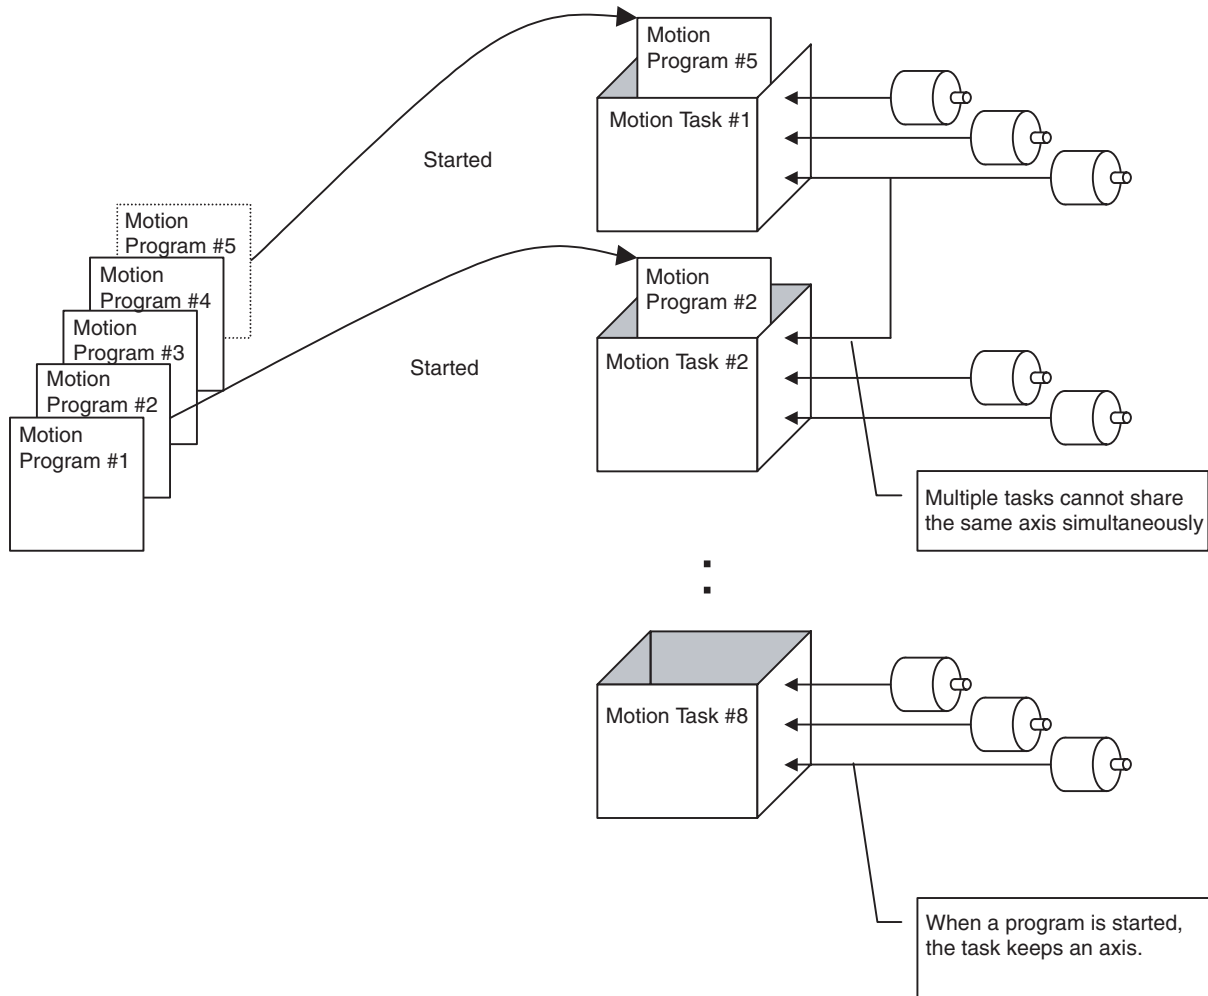 Motion
Program #5
Motion Task #1
Started
Motion
Program #5
Motion
Program #4
Motion
Program #3
Motion
Program #2
Motion
Program #1
Motion
Program #2
Motion Task #2
Started
Multiple tasks cannot share
the same axis simultaneously
Motion Task #8
When a program is started,
the task keeps an axis.